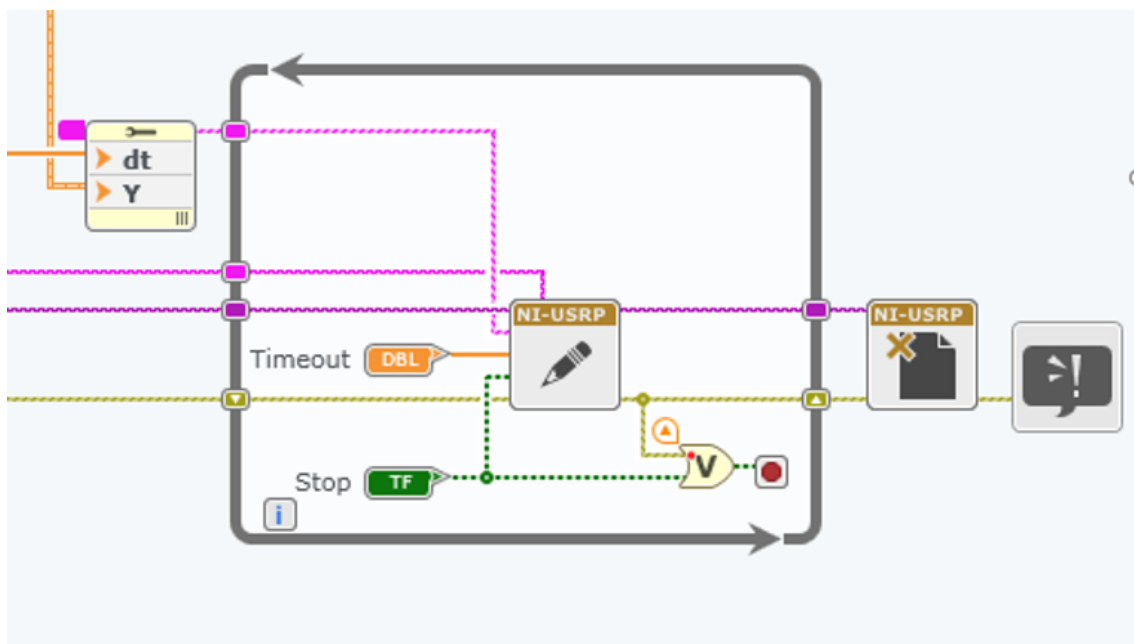 dt
Y
NI-USRP
NI-USRP
Timeout
DBL
Stop
TF
V
i